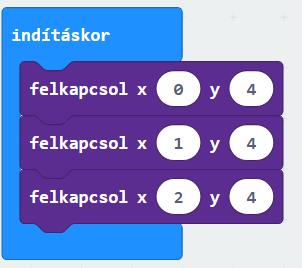 indításkor
felkapcsol x 0 y 4
felkapcsol x 1 y 4
felkapcsol x 2 y 4